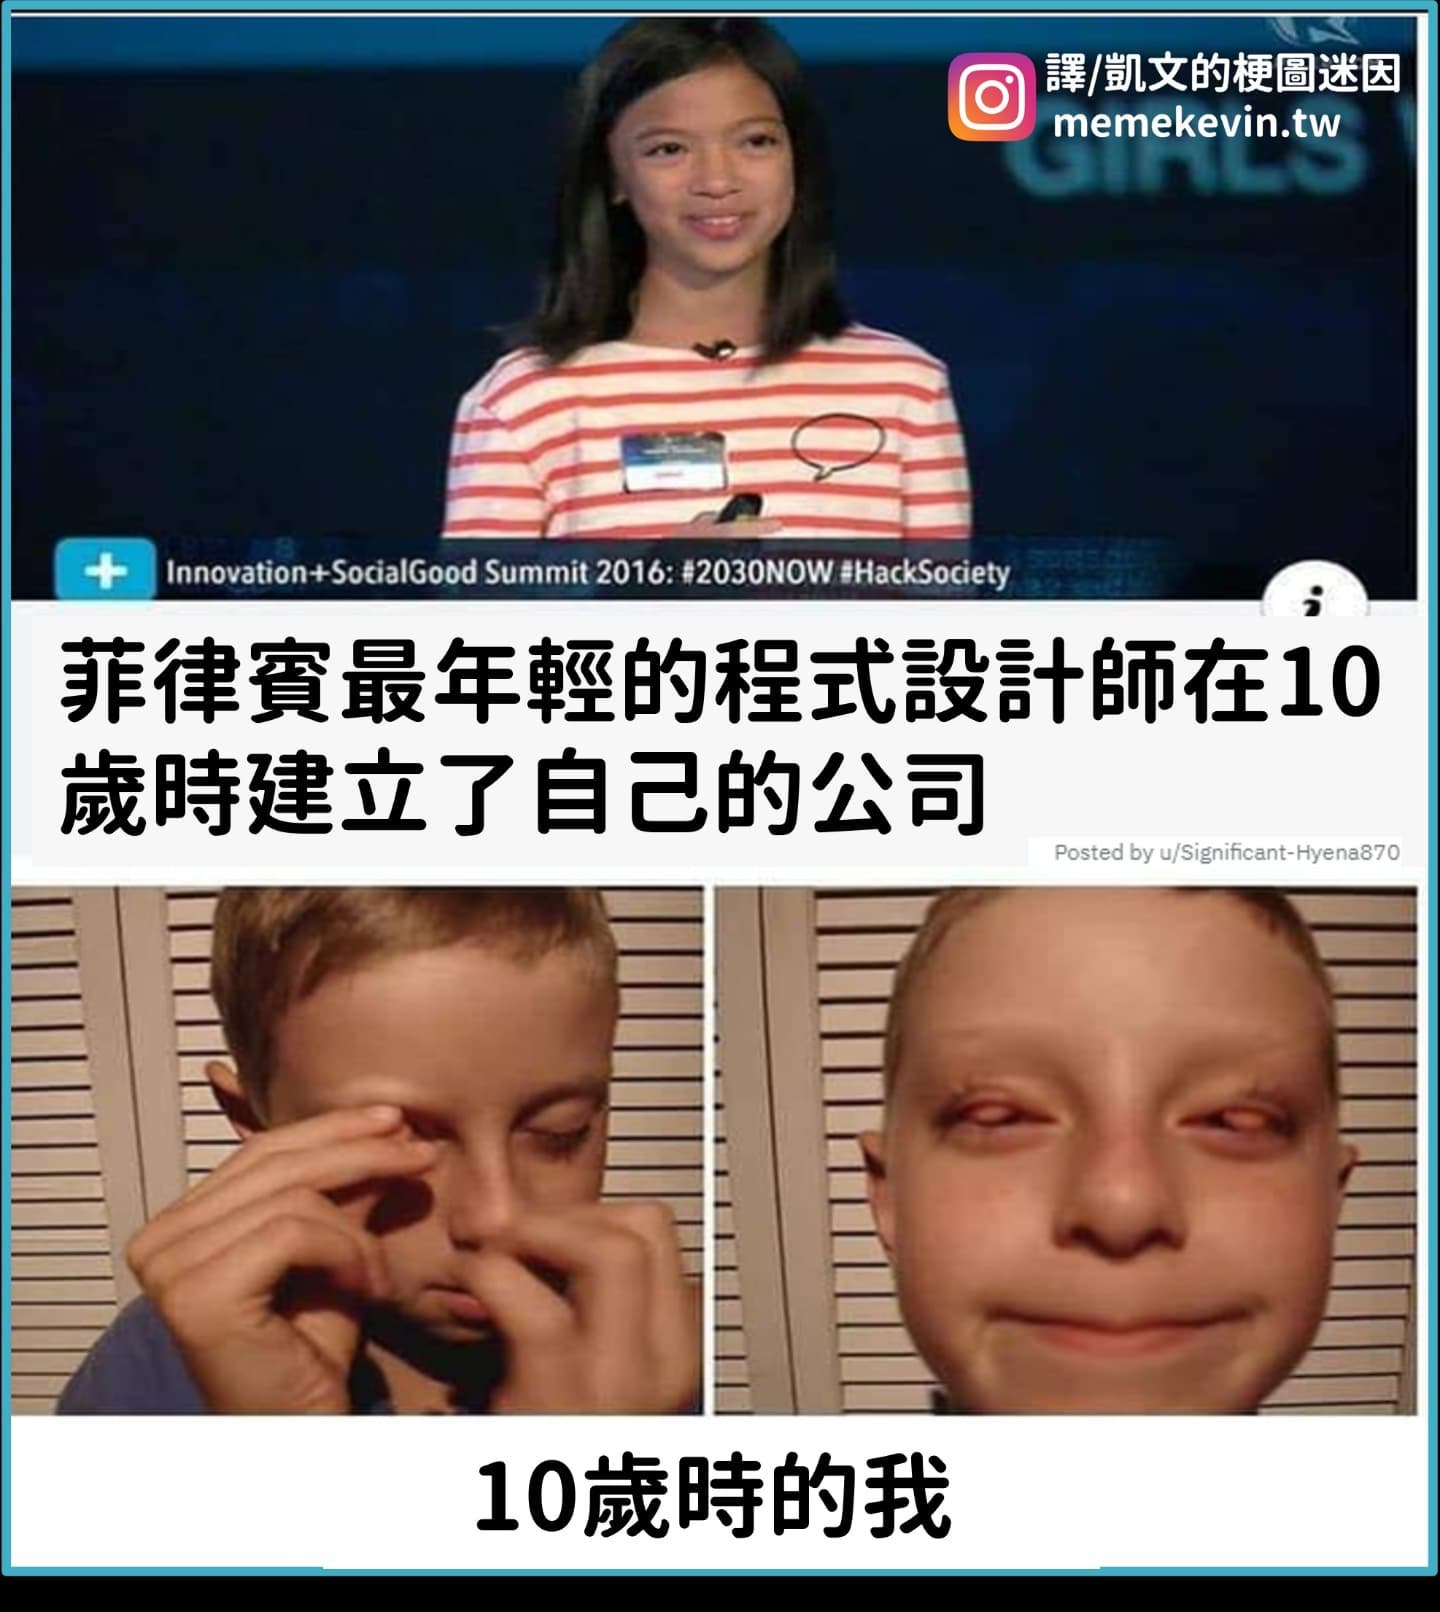 譯/凱文的梗圖迷因
memekevin.tw
GIRLS
Innovation+SocialGood Summit 2016: #2030NOW #HackSociety
菲律賓最年輕的程式設計師在10
歲時建立了自己的公司
Posted by u/Significant-Hyena870
10歲時的我